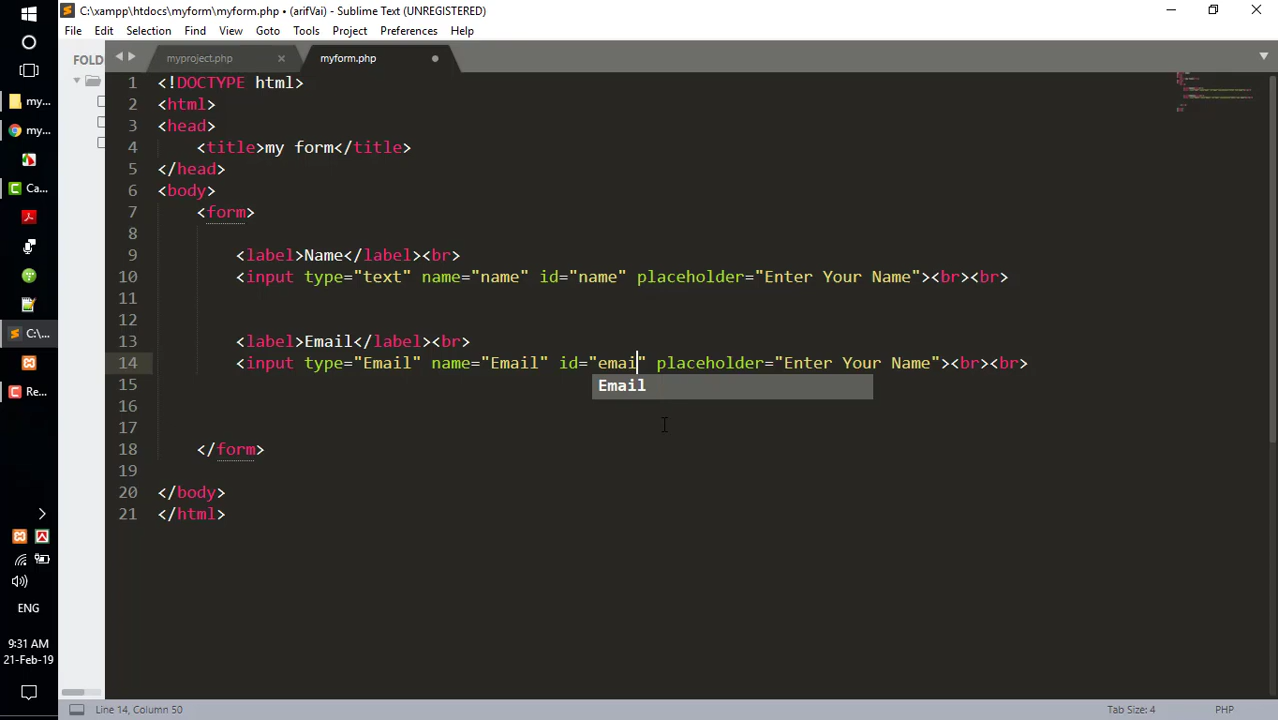 C:\xampp\htdocs\myform\myform.php • (arifVai) - Sublime Text (UNREGISTERED)
File Edit Selection Find View Goto Tools Project Preferences Help
FOLD
myproject.php
myform.php
1 <!DOCTYPE html>
2 <html>
3 <head>
4 <title>my form</title>
5 </head>
6 <body>
7 <form>
8
9 <label>Name</label><br>
10 <input type="text" name="name" id="name" placeholder="Enter Your Name"><br><br>
11
12
13 <label>Email</label><br>
14 <input type="Email" name="Email" id="emai" placeholder="Enter Your Name"><br><br>
Email
15
16
17
18 </form>
19
20 </body>
21 </html>
my...
my...
Ca...
C:\...
Re...
ENG
9:31 AM
21-Feb-19
Line 14, Column 50
Tab Size: 4
PHP